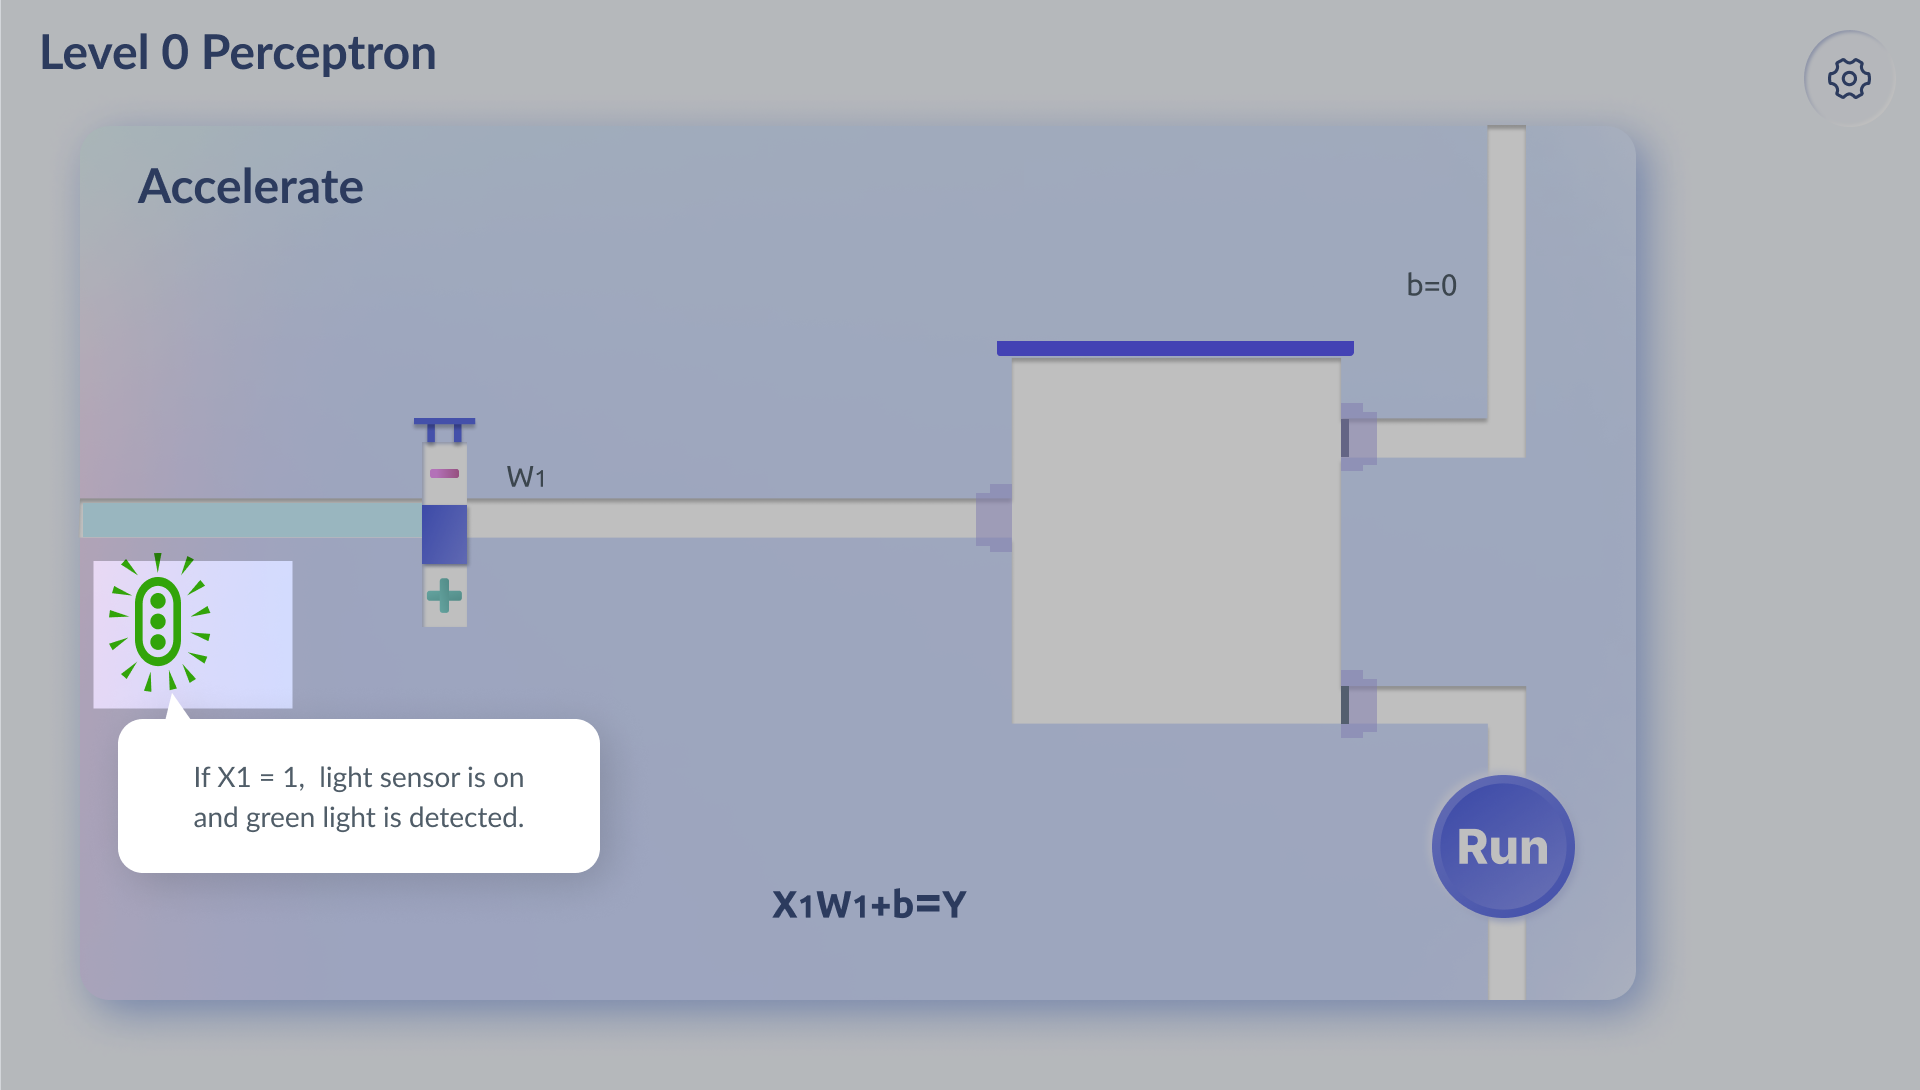 Level 0 Perceptron
Accelerate
b=0
W1
If X1 = 1, light sensor is on
and green light is detected.
Run
X1W1+b=Y